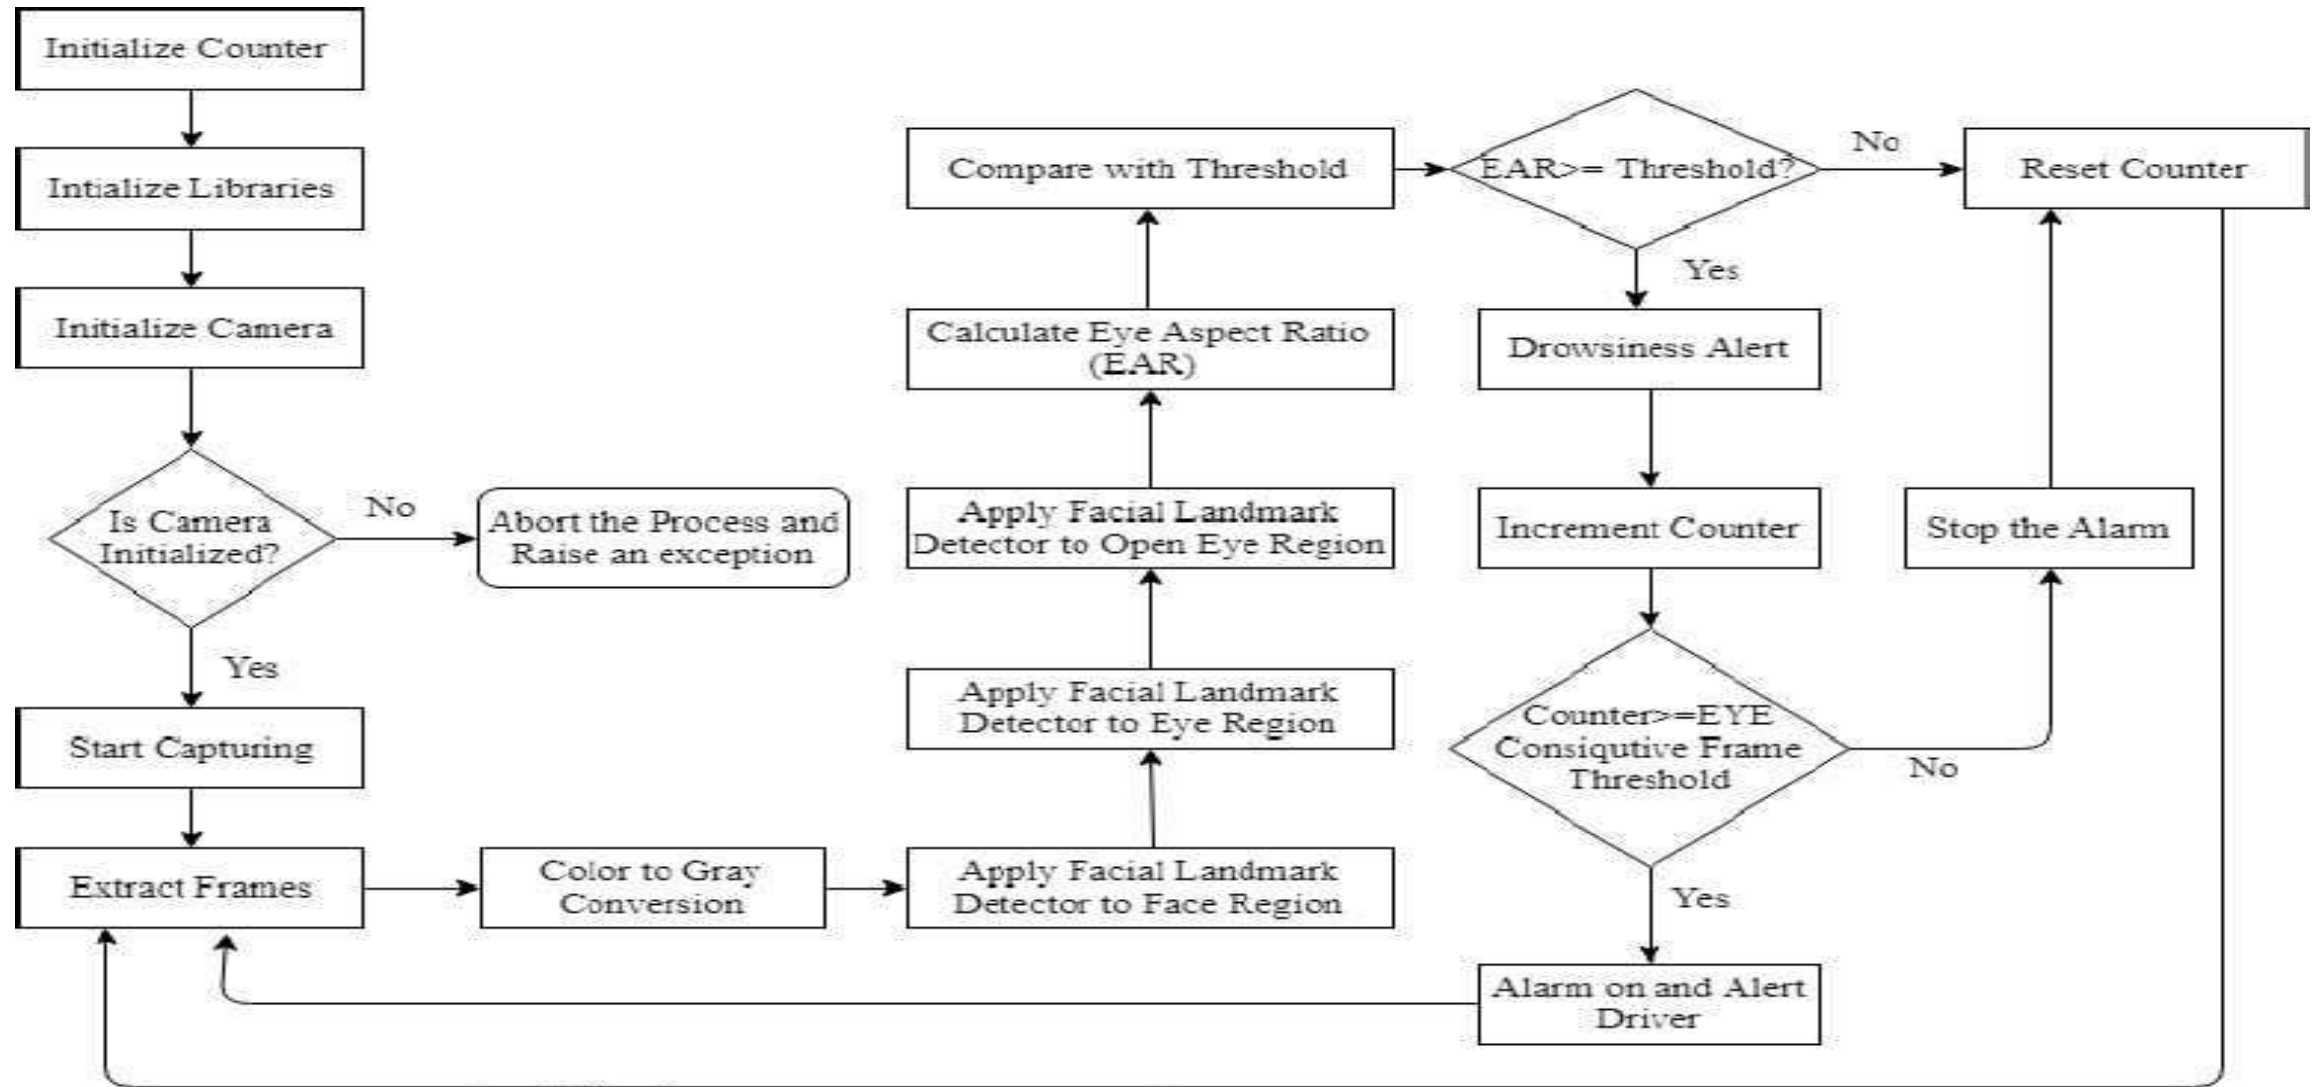 Initialize Counter
Intialize Libraries
Initialize Camera
Is Camera
Initialized?
No
Abort the Process and
Raise an exception
Yes
Start Capturing
Extract Frames
Color to Gray
Conversion
Apply Facial Landmark
Detector to Face Region
Apply Facial Landmark
Detector to Eye Region
Apply Facial Landmark
Detector to Open Eye Region
Calculate Eye Aspect Ratio
(EAR)
Compare with Threshold
EAR>= Threshold?
No
Reset Counter
Yes
Drowsiness Alert
Increment Counter
Stop the Alarm
Counter>=EYE
Consiqutive Frame
Threshold
No
Yes
Alarm on and Alert
Driver